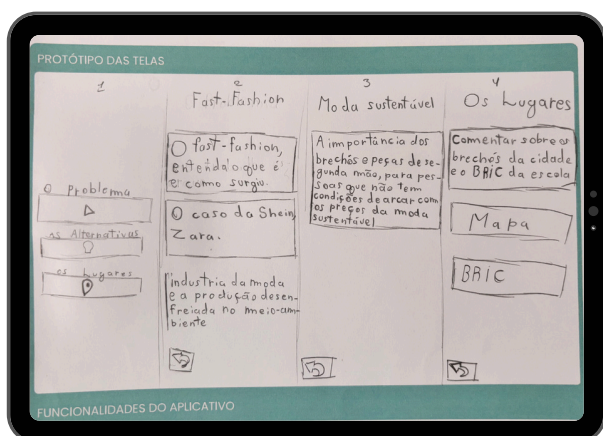 PROTÓTIPO DAS TELAS
1
O Problema
As Alternativas
os Lugares
2
Fast-Fashion
O fast-fashion,
entenda o que é
e como surgiu.
O caso da Shein,
Zara.
industria da moda
e a produção desen-
freiada no meio-am-
biente
3
Moda sustentável
A importância dos
brechós e peças de se-
gunda mão, para pes-
soas que não tem
condições de arcar com
os preços da moda
sustentável
4
Os Lugares
Comentar sobre os
brechós da cidade
e o BRIC da escola
Mapa
BRIC
FUNCIONALIDADES DO APLICATIVO